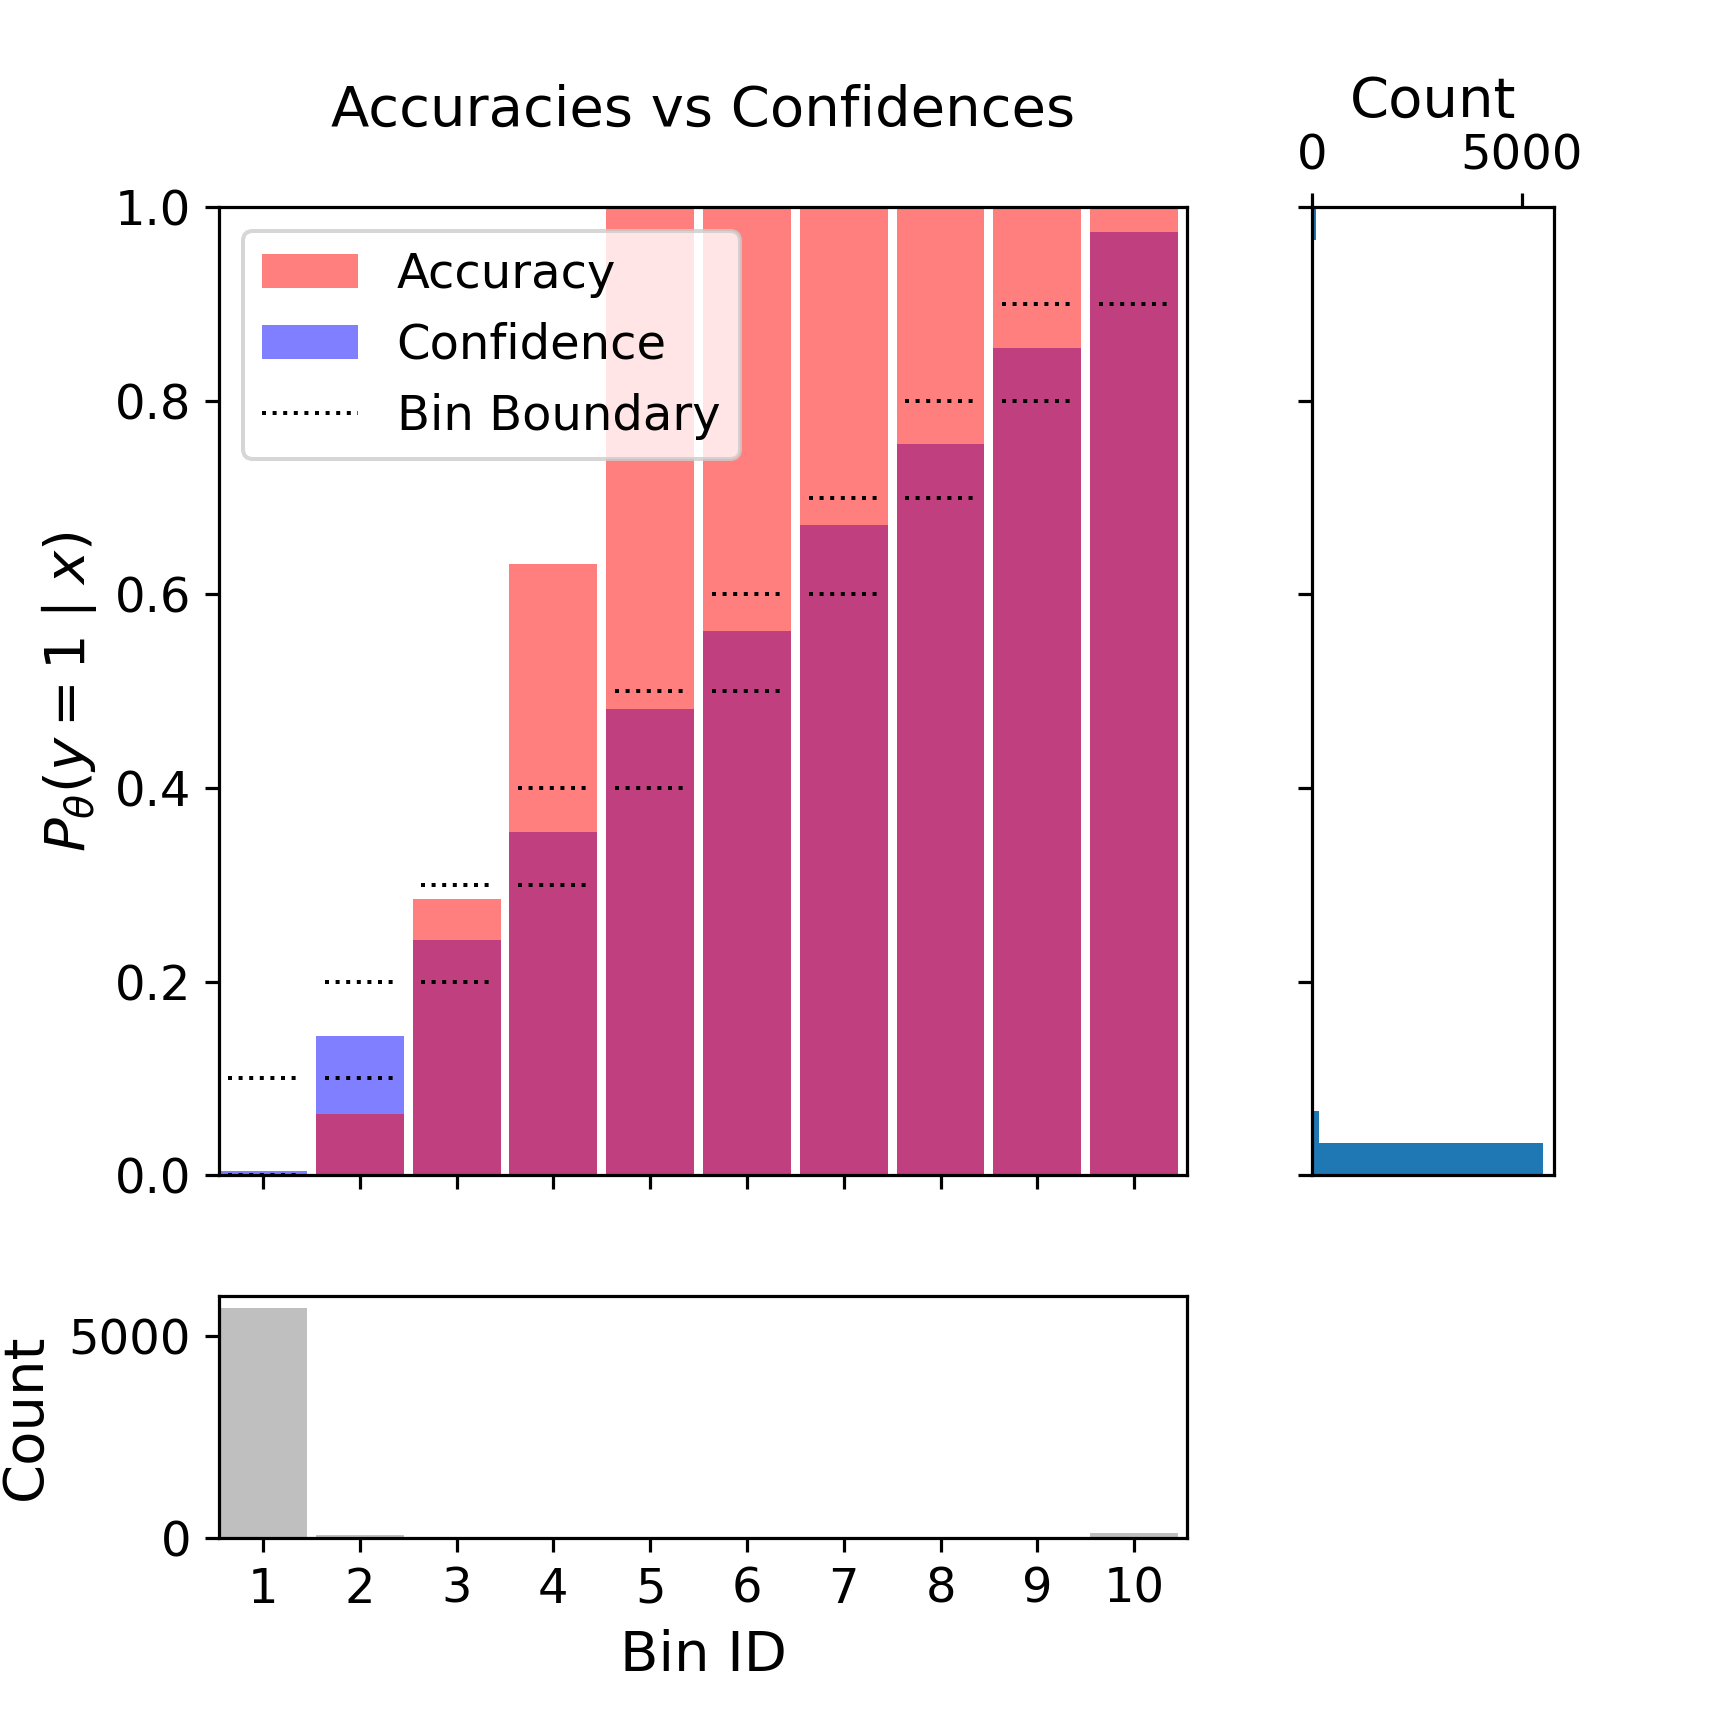 Accuracies vs Confidences
Count
0 5000
1.0
0.8
0.6
0.4
0.2
0.0
P_θ(y = 1 | x)
Accuracy
Confidence
Bin Boundary
5000
0
Count
1 2 3 4 5 6 7 8 9 10
Bin ID